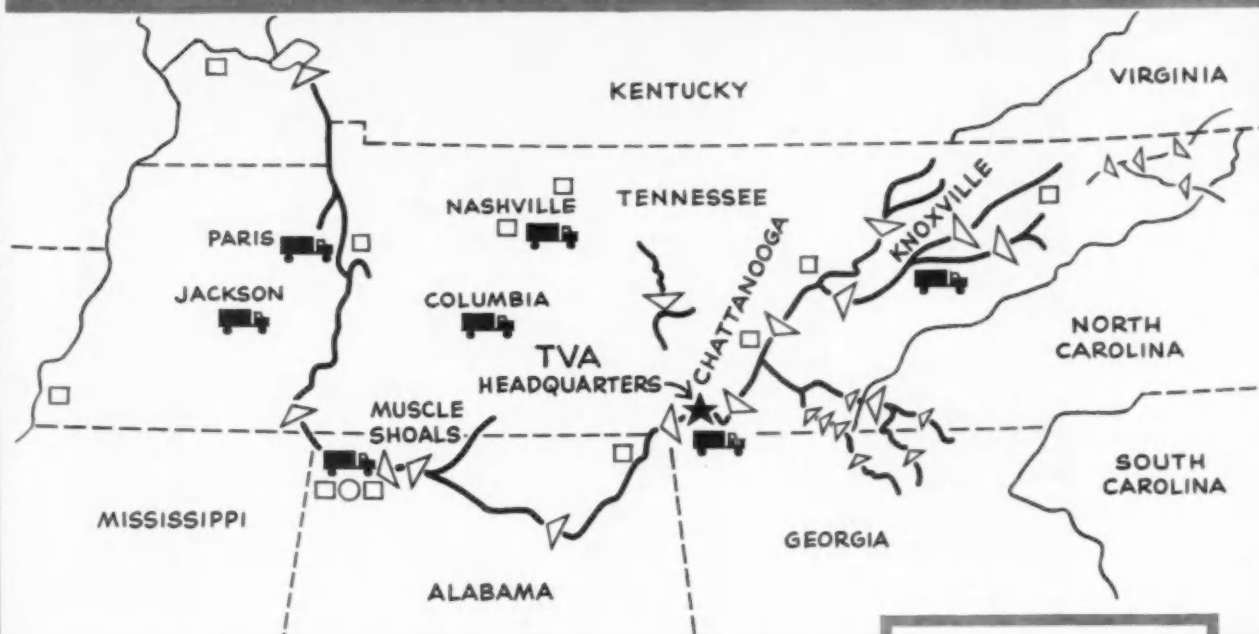 KENTUCKY
VIRGINIA
NASHVILLE
TENNESSEE
KNOXVILLE
PARIS
CHATTANOOGA
JACKSON
COLUMBIA
NORTH
CAROLINA
TVA
HEADQUARTERS
MUSCLE
SHOALS
SOUTH
CAROLINA
MISSISSIPPI
GEORGIA
ALABAMA